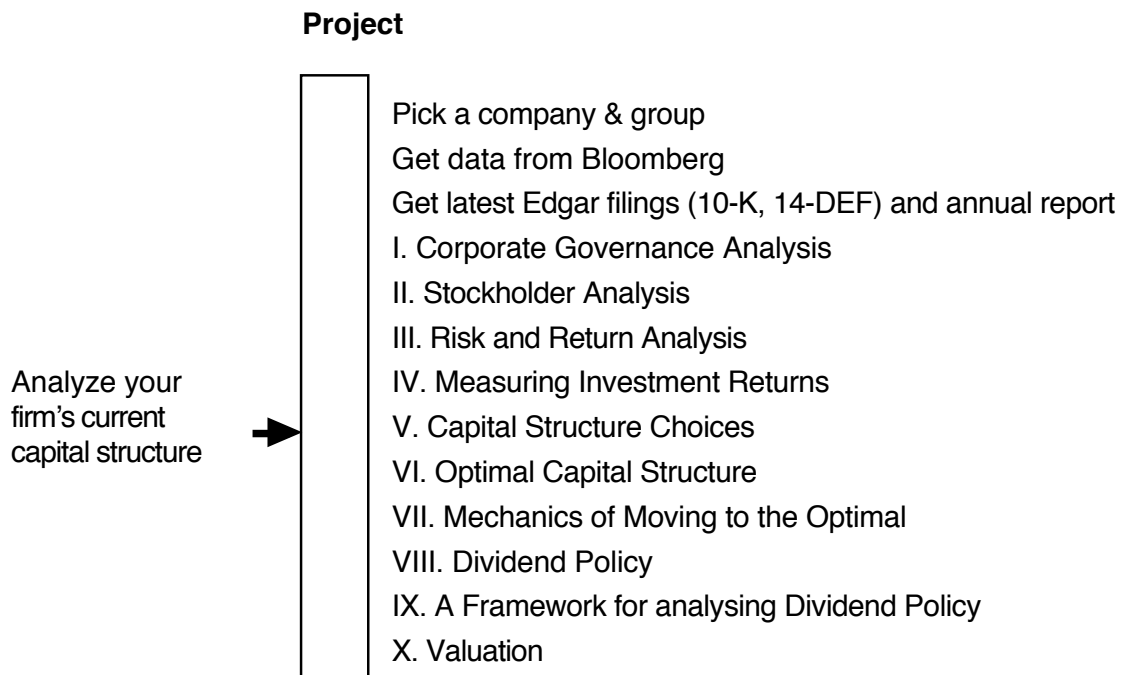 Project
Pick a company & group
Get data from Bloomberg
Get latest Edgar filings (10-K, 14-DEF) and annual report
I. Corporate Governance Analysis
II. Stockholder Analysis
III. Risk and Return Analysis
IV. Measuring Investment Returns
V. Capital Structure Choices
VI. Optimal Capital Structure
VII. Mechanics of Moving to the Optimal
VIII. Dividend Policy
IX. A Framework for analysing Dividend Policy
X. Valuation
Analyze your
firm’s current
capital structure